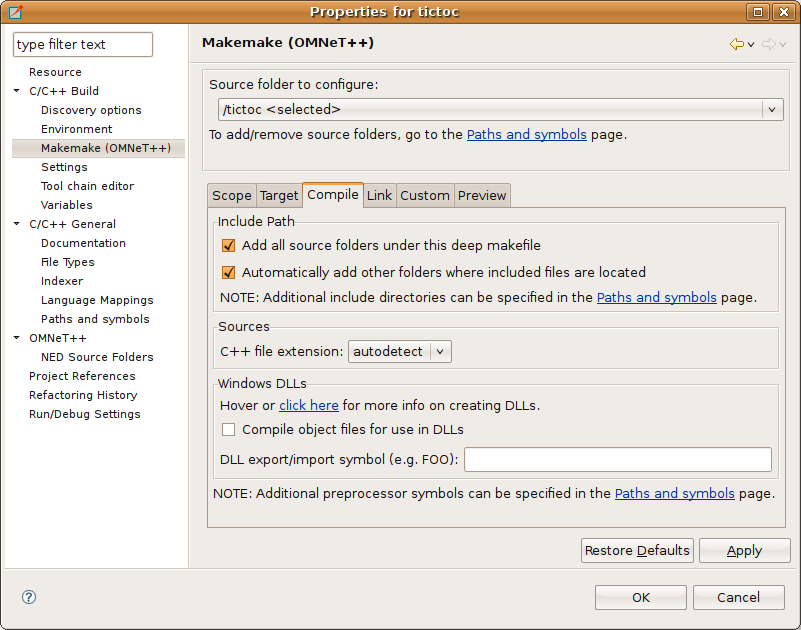 Properties for tictoc
type filter text
Resource
C/C++ Build
Discovery options
Environment
Makemake (OMNeT++)
Settings
Tool chain editor
Variables
C/C++ General
Documentation
File Types
Indexer
Language Mappings
Paths and symbols
OMNeT++
NED Source Folders
Project References
Refactoring History
Run/Debug Settings
Makemake (OMNeT++)
Source folder to configure:
/tictoc <selected>
To add/remove source folders, go to the Paths and symbols page.
Scope Target Compile Link Custom Preview
Include Path
Add all source folders under this deep makefile
Automatically add other folders where included files are located
NOTE: Additional include directories can be specified in the Paths and symbols page.
Sources
C++ file extension: autodetect
Windows DLLs
Hover or click here for more info on creating DLLs.
Compile object files for use in DLLs
DLL export/import symbol (e.g. FOO):
NOTE: Additional preprocessor symbols can be specified in the Paths and symbols page.
Restore Defaults Apply
? OK Cancel